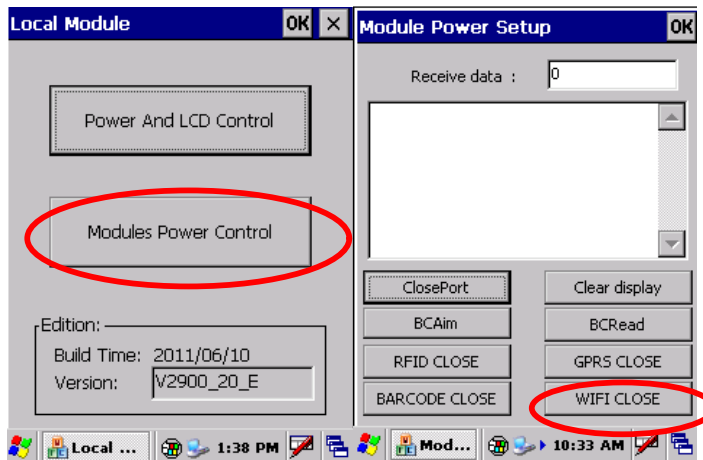 Local Module OK ×
Power And LCD Control
Modules Power Control
Edition:
Build Time: 2011/06/10
Version: V2900_20_E
Local ... 1:38 PM
Module Power Setup OK
Receive data : 0
ClosePort Clear display
BCAim BCRead
RFID CLOSE GPRS CLOSE
BARCODE CLOSE WIFI CLOSE
Mod... 10:33 AM